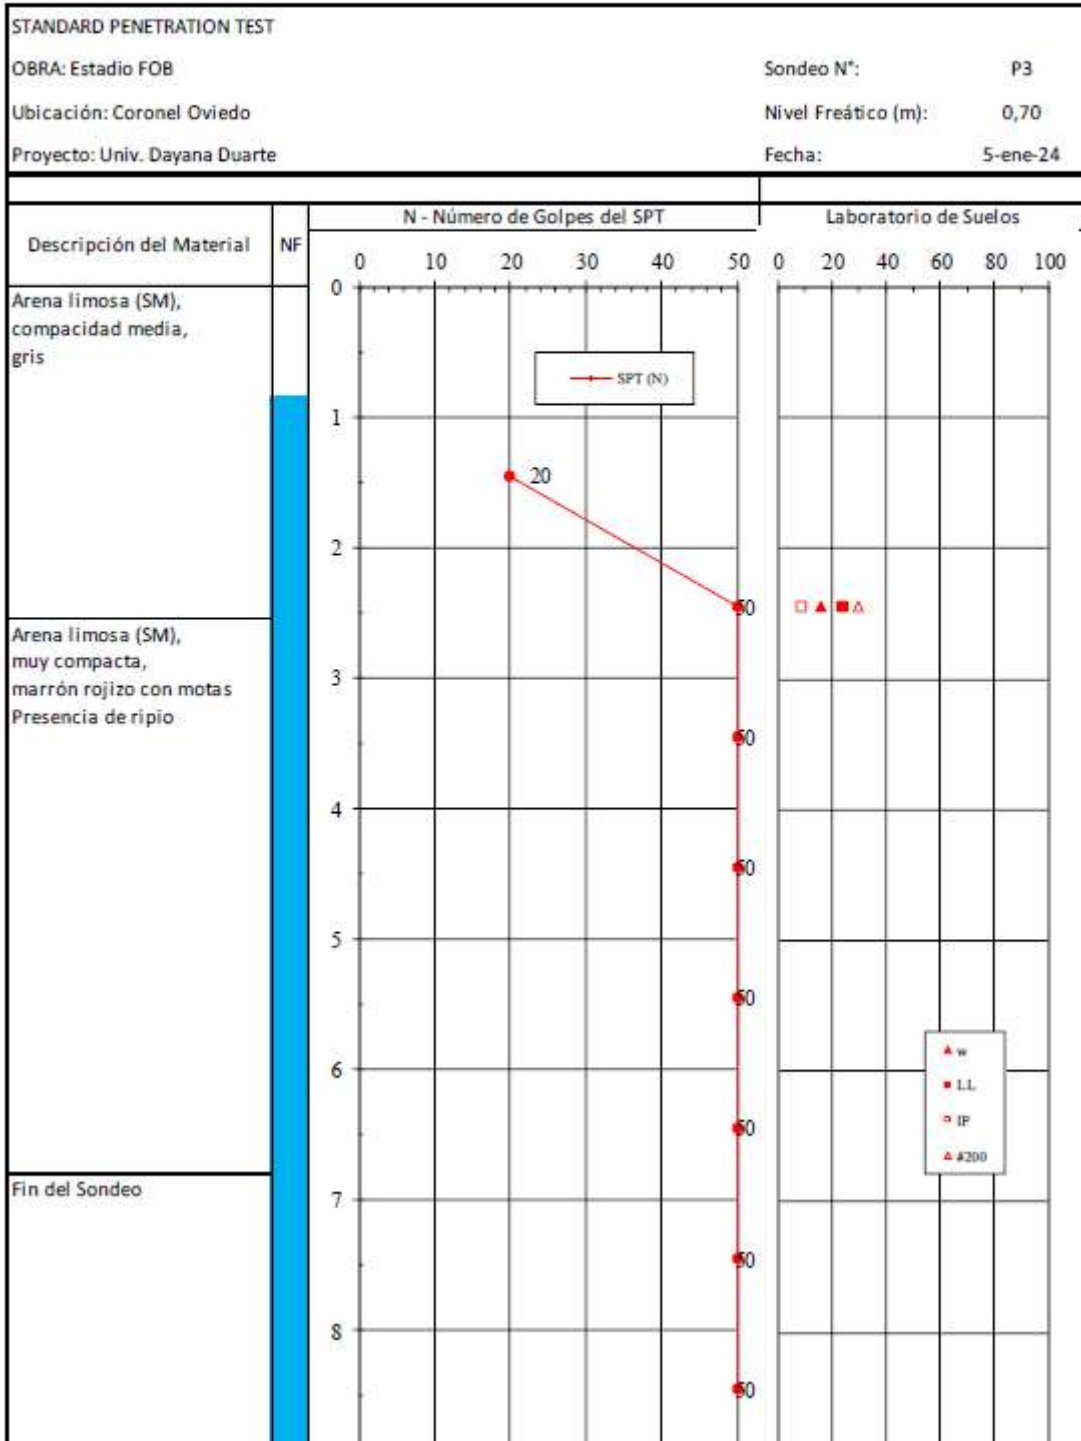 STANDARD PENETRATION TEST
OBRA: Estadio FOB
Sondeo N°: P3
Ubicación: Coronel Oviedo
Nivel Freático (m): 0,70
Proyecto: Univ. Dayana Duarte
Fecha: 5-ene-24
Descripción del Material
NF
N - Número de Golpes del SPT
Laboratorio de Suelos
0 10 20 30 40 50
0 20 40 60 80 100
0
Arena limosa (SM),
compacidad media,
gris
SPT (N)
1
20
2
50
Arena limosa (SM),
muy compacta,
marrón rojizo con motas
Presencia de ripio
3
50
4
50
5
50
w
LL
IP
#200
6
50
Fin del Sondeo
7
50
8
50